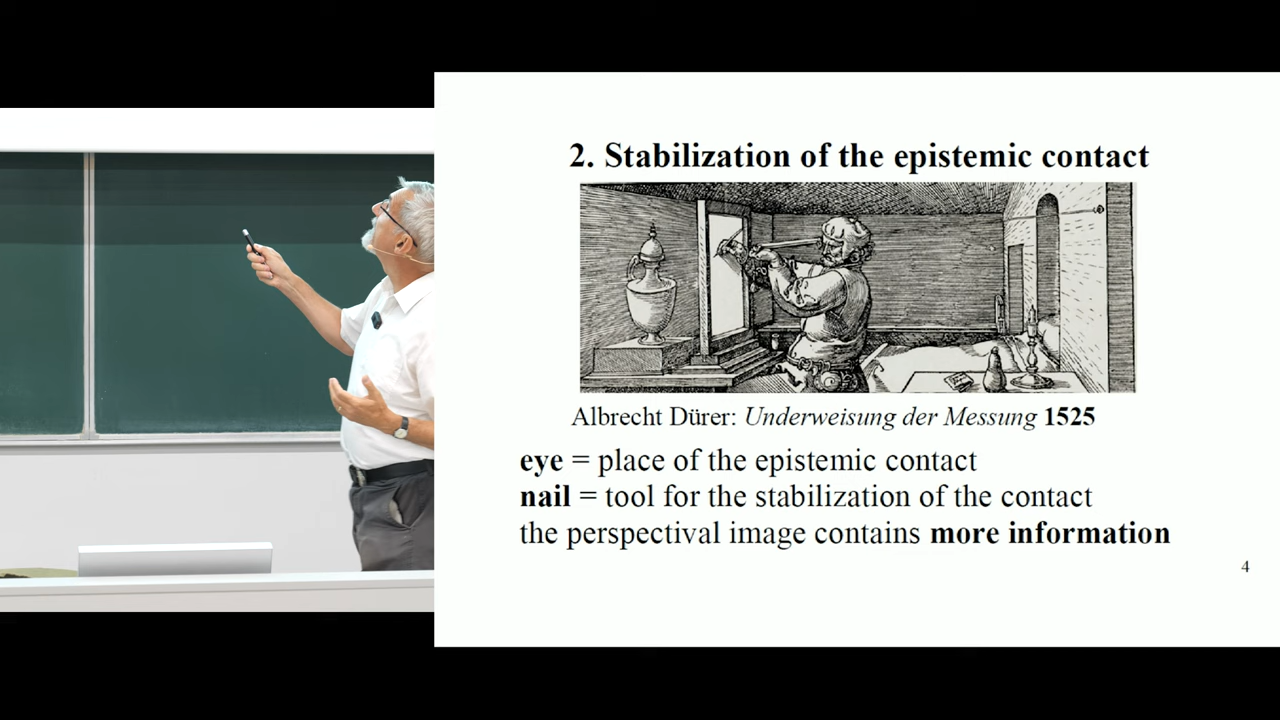 2. Stabilization of the epistemic contact
Albrecht Dürer: Underweisung der Messung 1525
eye = place of the epistemic contact
nail = tool for the stabilization of the contact
the perspectival image contains more information
4